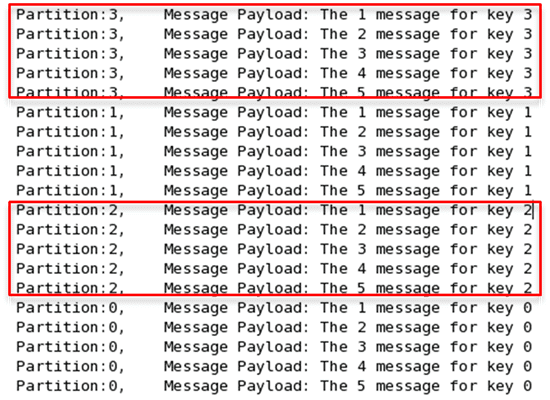 Partition:3, Message Payload: The 1 message for key 3
Partition:3, Message Payload: The 2 message for key 3
Partition:3, Message Payload: The 3 message for key 3
Partition:3, Message Payload: The 4 message for key 3
Partition:3, Message Payload: The 5 message for key 3
Partition:1, Message Payload: The 1 message for key 1
Partition:1, Message Payload: The 2 message for key 1
Partition:1, Message Payload: The 3 message for key 1
Partition:1, Message Payload: The 4 message for key 1
Partition:1, Message Payload: The 5 message for key 1
Partition:2, Message Payload: The 1 message for key 2
Partition:2, Message Payload: The 2 message for key 2
Partition:2, Message Payload: The 3 message for key 2
Partition:2, Message Payload: The 4 message for key 2
Partition:2, Message Payload: The 5 message for key 2
Partition:0, Message Payload: The 1 message for key 0
Partition:0, Message Payload: The 2 message for key 0
Partition:0, Message Payload: The 3 message for key 0
Partition:0, Message Payload: The 4 message for key 0
Partition:0, Message Payload: The 5 message for key 0